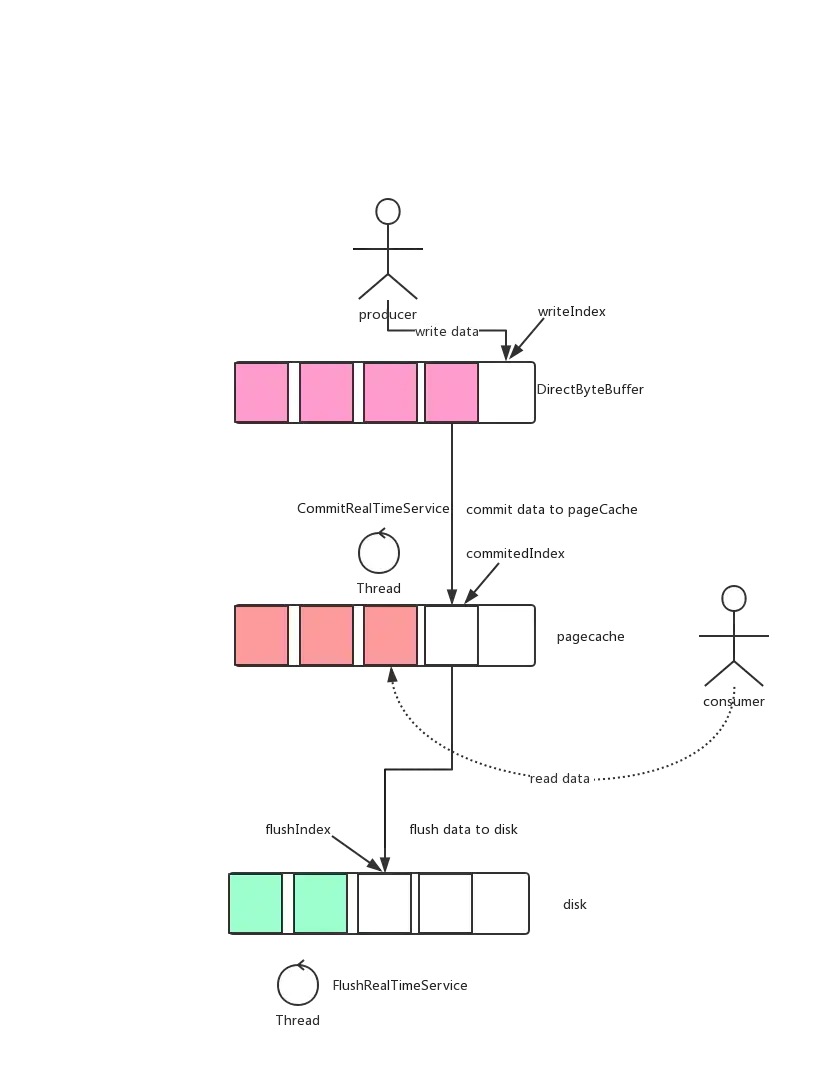 producer
writeIndex
write data
DirectByteBuffer
CommitRealTimeService
commit data to pageCache
commitedIndex
Thread
pagecache
consumer
read data
flushIndex
flush data to disk
disk
FlushRealTimeService
Thread